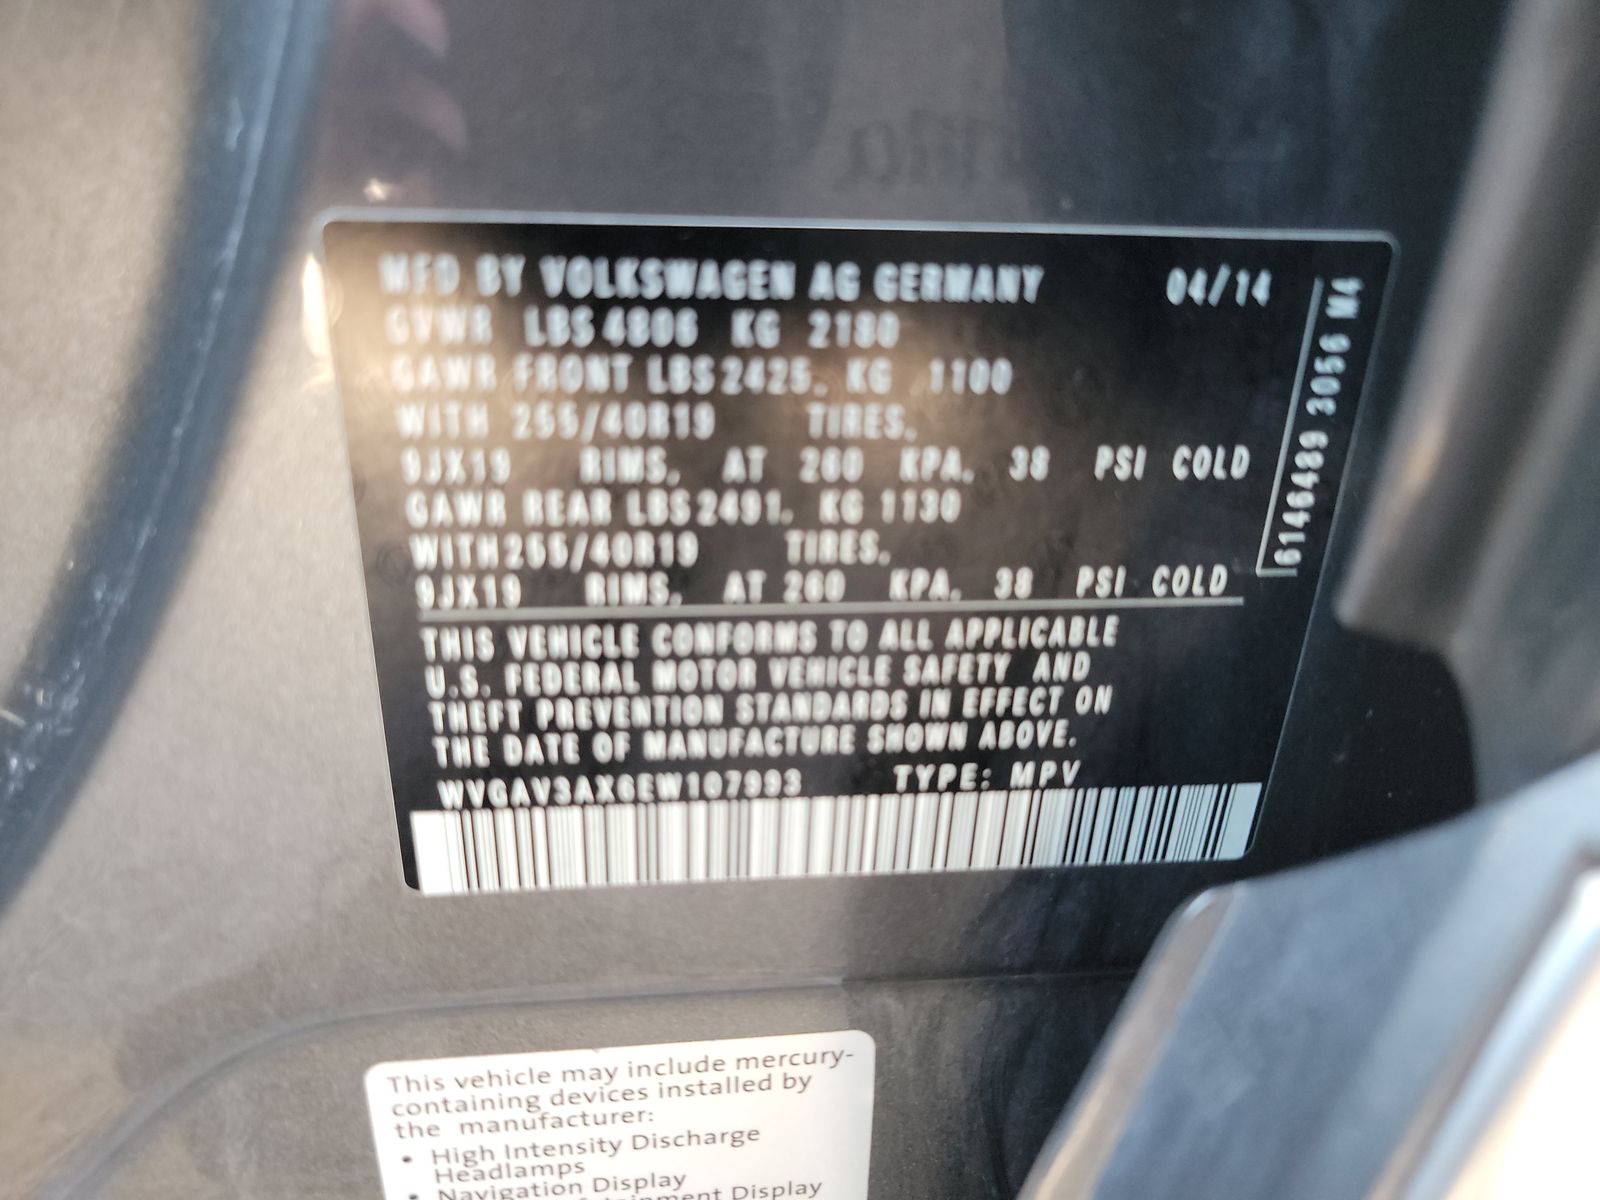 MFD BY VOLKSWAGEN AG GERMANY 04/14
GVWR LBS 4806 KG 2180
GAWR FRONT LBS 2425. KG 1100
WITH 255/40R19 TIRES.
9JX19 RIMS. AT 260 KPA. 38 PSI COLD
GAWR REAR LBS 2491. KG 1130
WITH 255/40R19 TIRES.
9JX19 RIMS. AT 260 KPA. 38 PSI COLD
6146489 3056 M4
THIS VEHICLE CONFORMS TO ALL APPLICABLE
U.S. FEDERAL MOTOR VEHICLE SAFETY AND
THEFT PREVENTION STANDARDS IN EFFECT ON
THE DATE OF MANUFACTURE SHOWN ABOVE.
WVGAV3AX6EW107993 TYPE: MPV
This vehicle may include mercury-
containing devices installed by
the manufacturer:
• High Intensity Discharge
Headlamps
• Navigation Display
Display